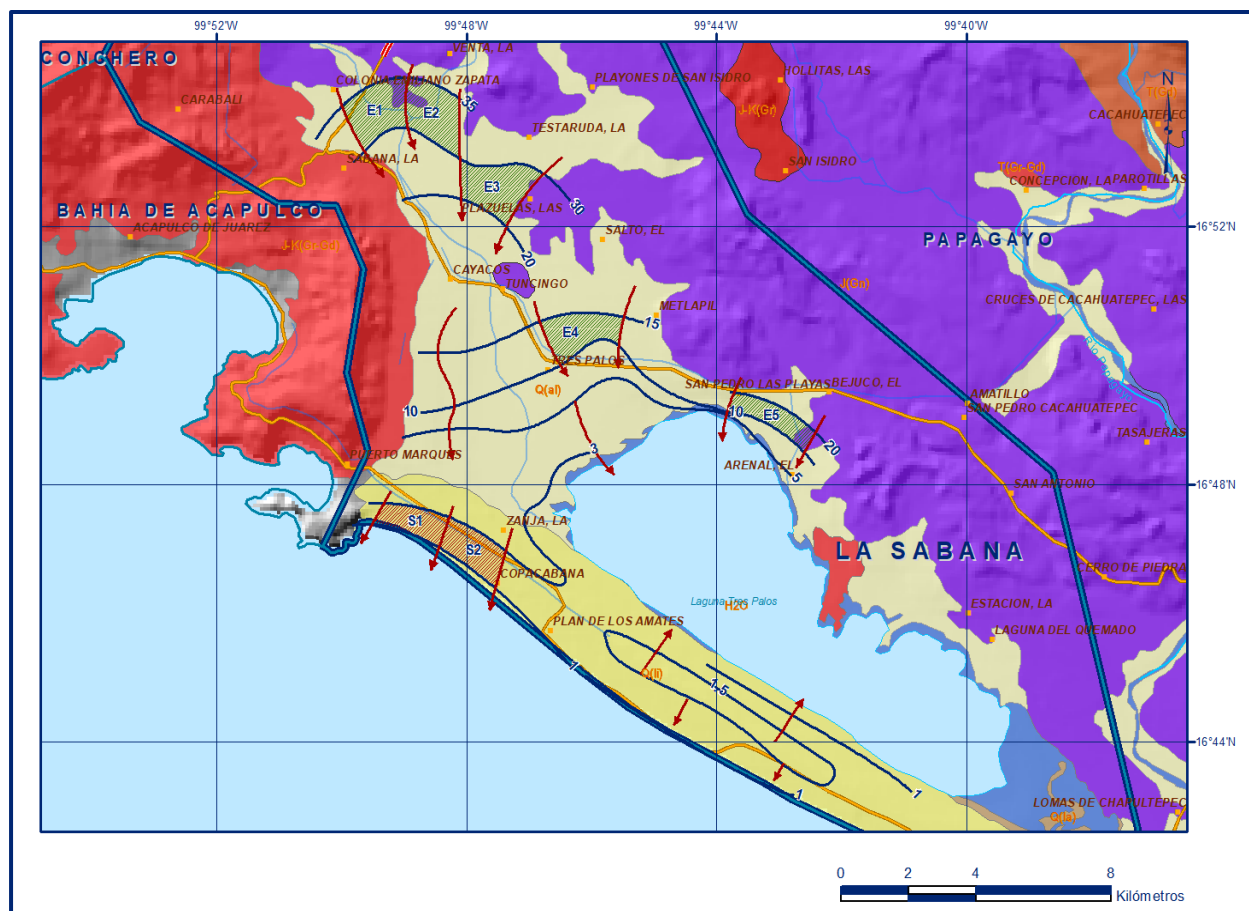 99°52'W
99°48'W
99°44'W
99°40'W
CONCHERO
VENTA, LA
COLONIA EMILIANO ZAPATA
PLAYONES DE SAN ISIDRO
HOLLITAS, LAS
N
T(Gd)
CARABALI
E1
E2
35
J-K(Gr)
CACAHUATEPEC
TESTARUDA, LA
SABANA, LA
SAN ISIDRO
T(Gr-Gd)
CONCEPCION, LA
PAROTILLAS
E3
PLAZUELAS, LAS
30
BAHIA DE ACAPULCO
ACAPULCO DE JUAREZ
J-K(Gr-Gd)
SALTO, EL
PAPAGAYO
16°52'N
20
CAYACOS
TUNCINGO
J(Gn)
CRUCES DE CACAHUATEPEC, LAS
METLAPIL
15
E4
TRES PALOS
Q(al)
SAN PEDRO LAS PLAYAS
BEJUCO, EL
AMATILLO
10
10
E5
SAN PEDRO CACAHUATEPEC
20
TASAJERAS
3
PUERTO MARQUES
ARENAL, EL
5
SAN ANTONIO
16°48'N
S1
ZANJA, LA
S2
LA SABANA
COPACABANA
CERRO DE PIEDRA
Laguna Tres Palos
H2O
ESTACION, LA
PLAN DE LOS AMATES
LAGUNA DEL QUEMADO
1
Q(li)
1,5
16°44'N
1
1
LOMAS DE CHAPULTEPEC
Q(la)
0
2
4
8
Kilómetros